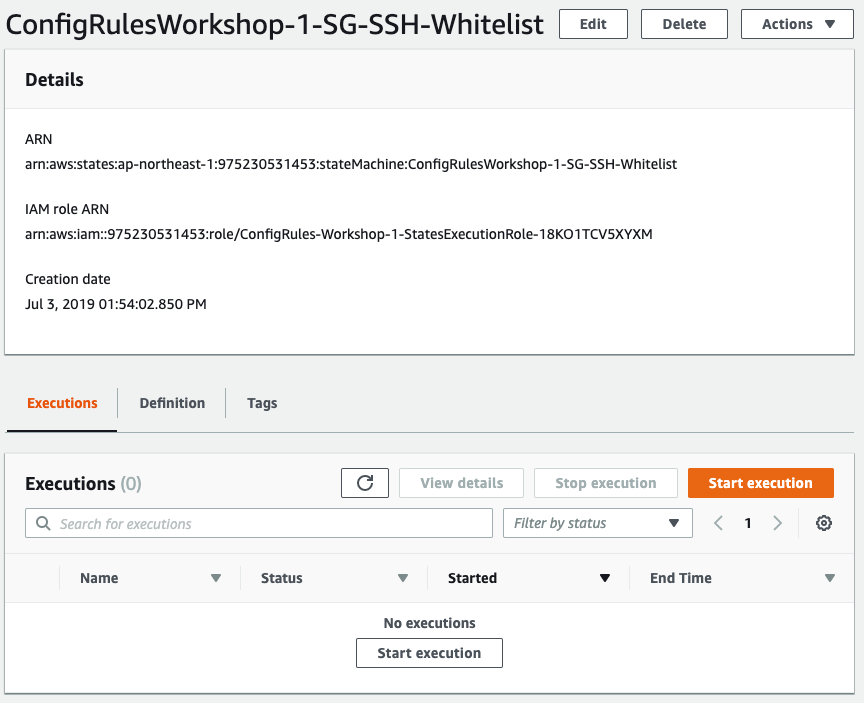 ConfigRulesWorkshop-1-SG-SSH-Whitelist Edit Delete Actions
Details
ARN
arn:aws:states:ap-northeast-1:975230531453:stateMachine:ConfigRulesWorkshop-1-SG-SSH-Whitelist
IAM role ARN
arn:aws:iam::975230531453:role/ConfigRules-Workshop-1-StatesExecutionRole-18KO1TCV5XYXM
Creation date
Jul 3, 2019 01:54:02.850 PM
Executions Definition Tags
Executions (0) View details Stop execution Start execution
Search for executions Filter by status 1
Name Status Started End Time
No executions
Start execution